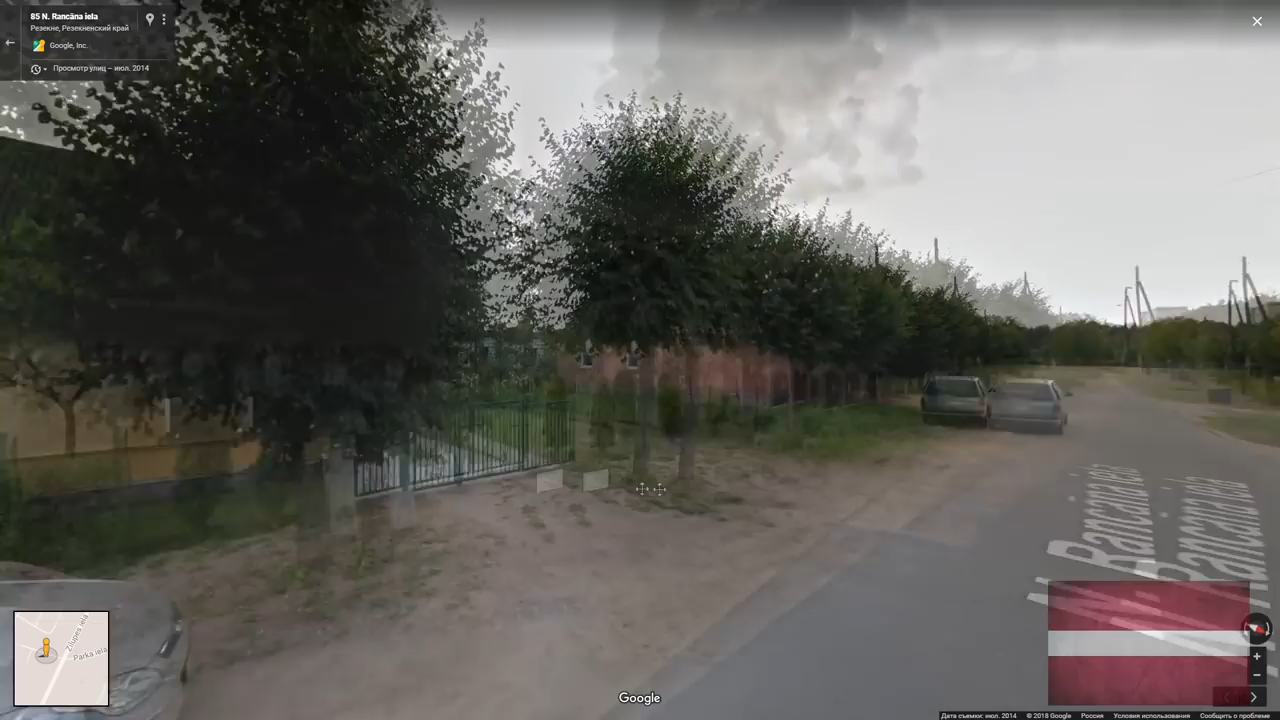 85 N. Rancāna iela
Резекне, Резекненский край
Google, Inc.
Просмотр улиц – июл. 2014
N. Rancāna iela
Rancāna iela
Zilupes iela
Parka iela
Google
Дата съемки: июл. 2014 © 2018 Google Россия Условия использования Сообщить о проблеме